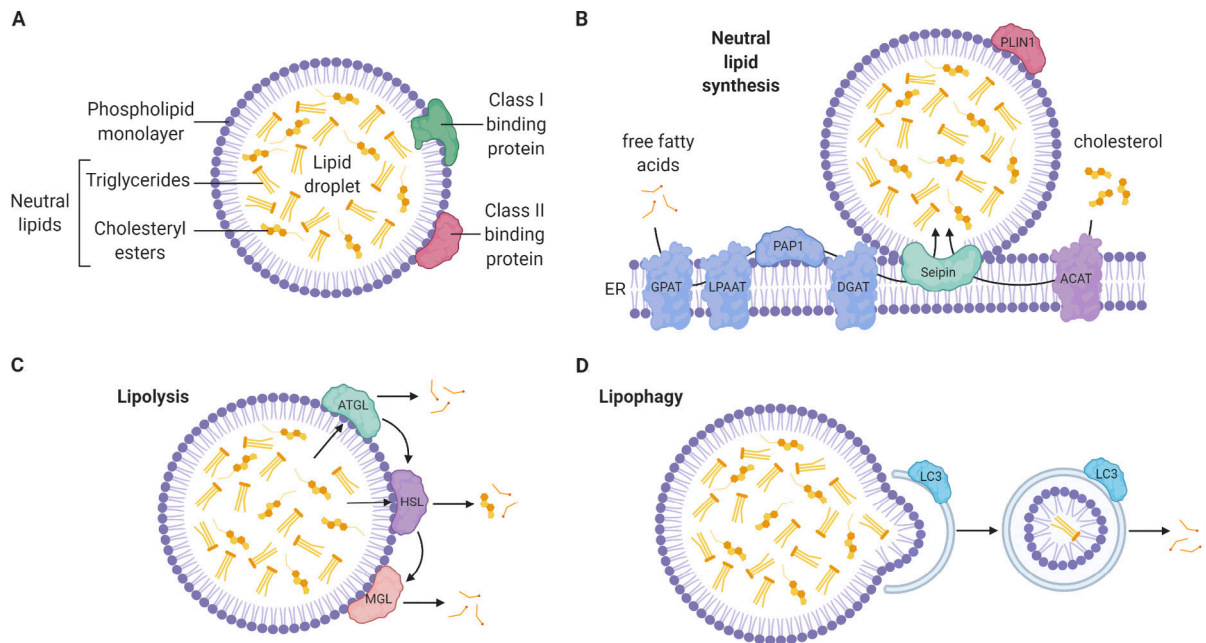 A
Phospholipid
monolayer
Neutral
lipids
Triglycerides
Cholesteryl
esters
Lipid
droplet
Class I
binding
protein
Class II
binding
protein
B
Neutral
lipid
synthesis
PLIN1
free fatty
acids
cholesterol
ER
GPAT
LPAAT
PAP1
DGAT
Seipin
ACAT
C
Lipolysis
ATGL
HSL
MGL
D
Lipophagy
LC3
LC3